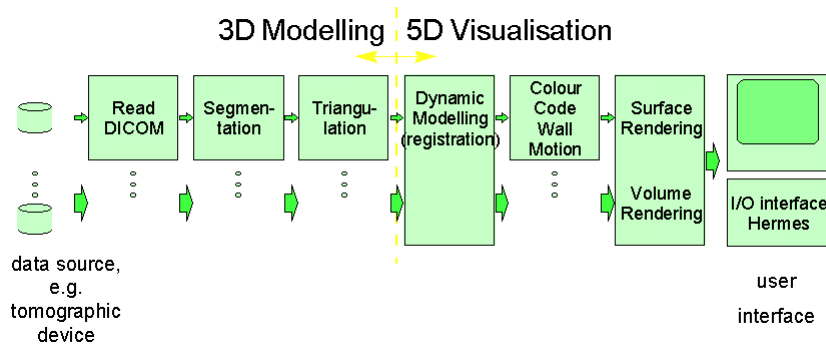 3D Modelling 5D Visualisation
Read
DICOM
Segmen-
tation
Triangu-
lation
Dynamic
Modelling
(registration)
Colour
Code
Wall
Motion
Surface
Rendering
Volume
Rendering
I/O interface
Hermes
data source,
e.g.
tomographic
device
user
interface